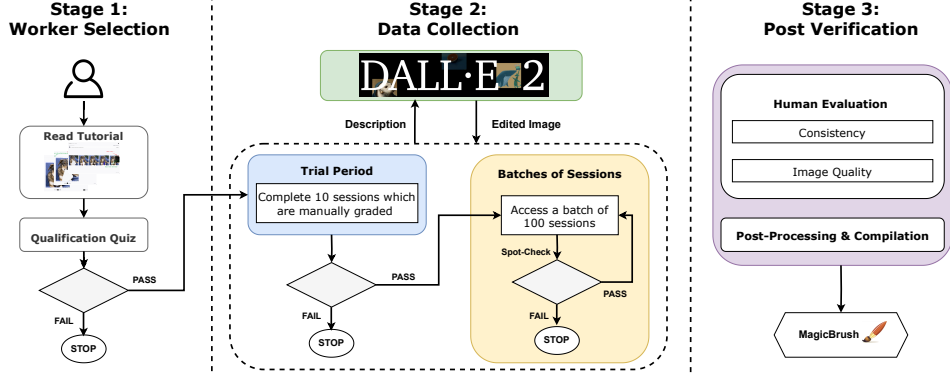 Stage 1:
Worker Selection
Read Tutorial
Qualification Quiz
PASS
FAIL
STOP
Stage 2:
Data Collection
DALL·E 2
Description
Edited Image
Trial Period
Complete 10 sessions which
are manually graded
PASS
FAIL
STOP
Batches of Sessions
Access a batch of
100 sessions
Spot-Check
PASS
FAIL
STOP
Stage 3:
Post Verification
Human Evaluation
Consistency
Image Quality
Post-Processing & Compilation
MagicBrush